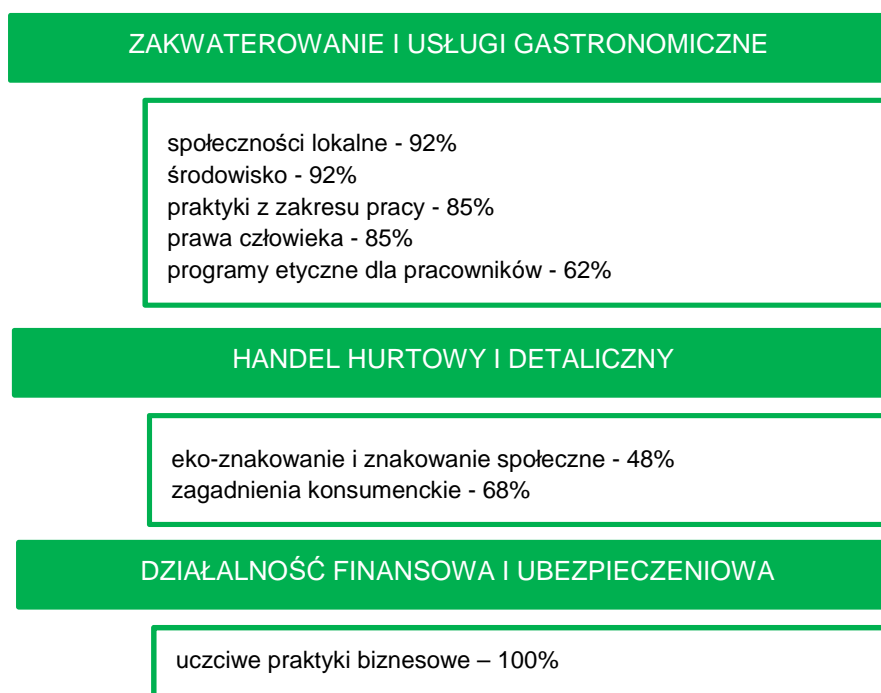 ZAKWATEROWANIE I USŁUGI GASTRONOMICZNE
społeczności lokalne - 92%
środowisko - 92%
praktyki z zakresu pracy - 85%
prawa człowieka - 85%
programy etyczne dla pracowników - 62%
HANDEL HURTOWY I DETALICZNY
eko-znakowanie i znakowanie społeczne - 48%
zagadnienia konsumenckie - 68%
DZIAŁALNOŚĆ FINANSOWA I UBEZPIECZENIOWA
uczciwe praktyki biznesowe – 100%